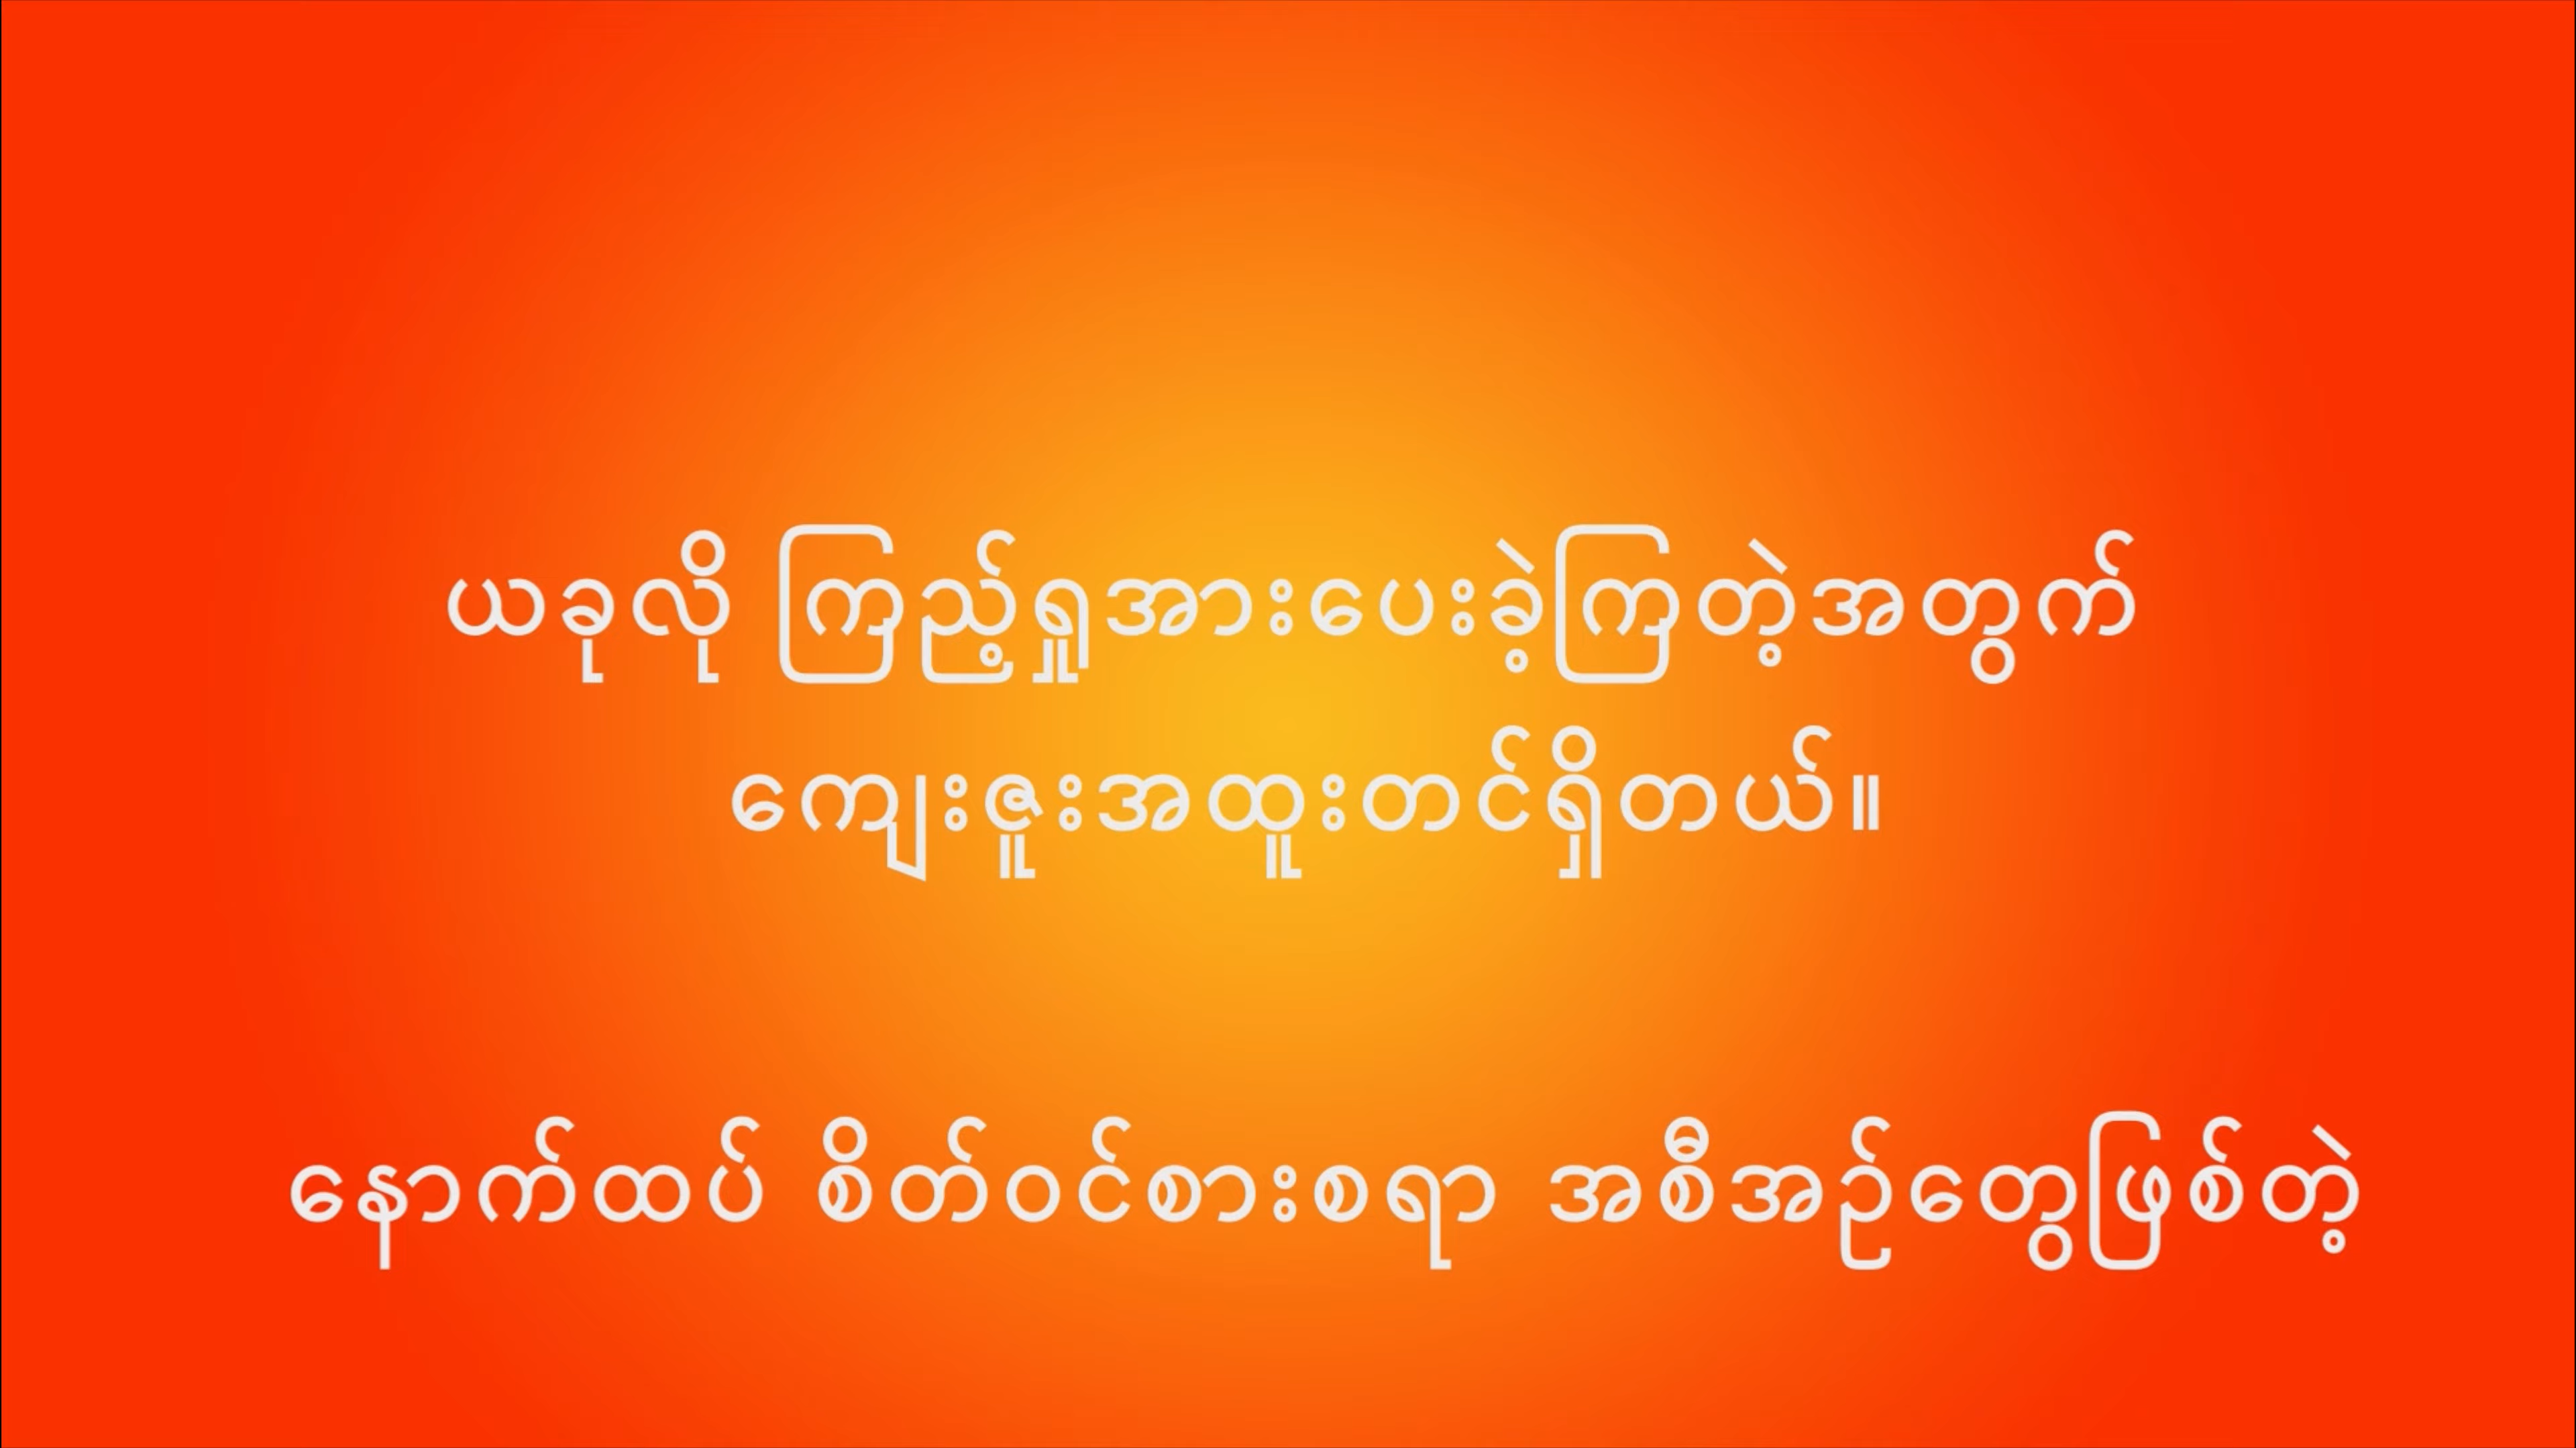 ယခုလို ကြည့်ရှုအားပေးခဲ့ကြတဲ့အတွက်
ကျေးဇူးအထူးတင်ရှိတယ်။
နောက်ထပ် စိတ်ဝင်စားစရာ အစီအဉ်တွေဖြစ်တဲ့